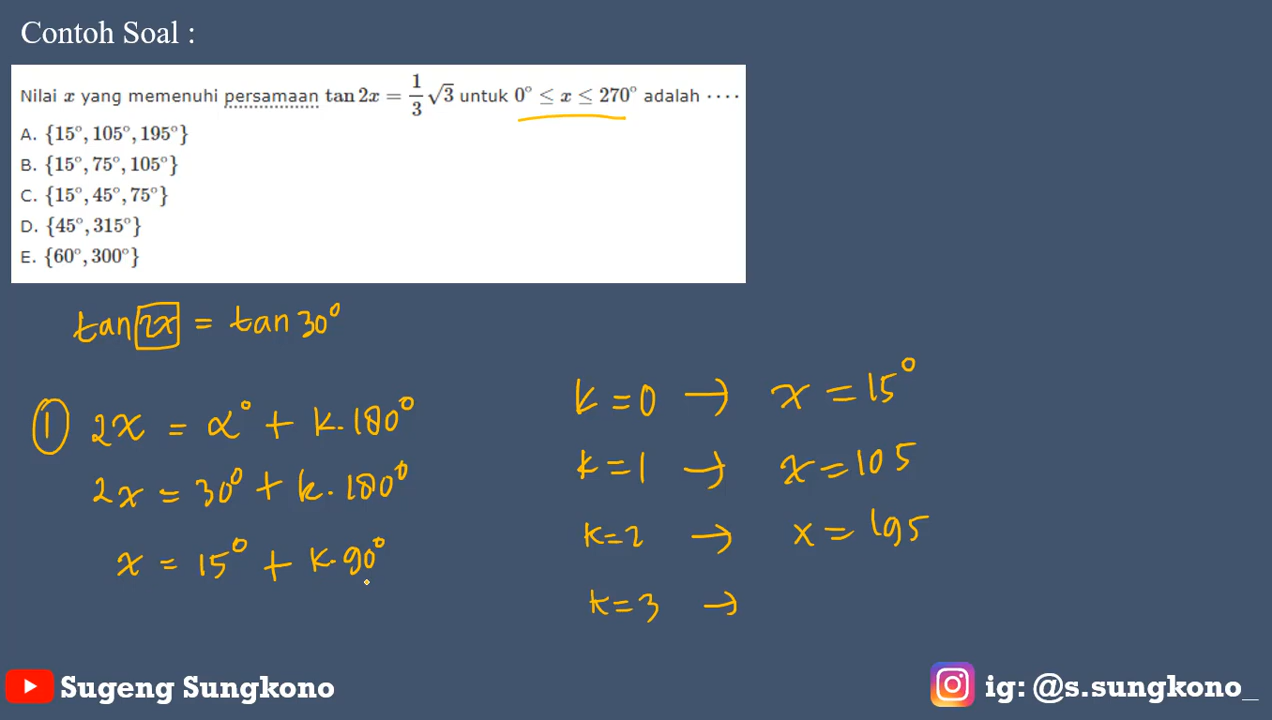 Contoh Soal :
Nilai x yang memenuhi persamaan tan 2x = 1/3 √3 untuk 0° ≤ x ≤ 270° adalah ····
A. {15°, 105°, 195°}
B. {15°, 75°, 105°}
C. {15°, 45°, 75°}
D. {45°, 315°}
E. {60°, 300°}
tan 2x = tan 30°
① 2x = α° + k. 180°
2x = 30° + k. 180°
x = 15° + k. 90°
k = 0 → x = 15°
k = 1 → x = 105
k = 2 → x = 195
k = 3 →
Sugeng Sungkono
ig: @s.sungkono_